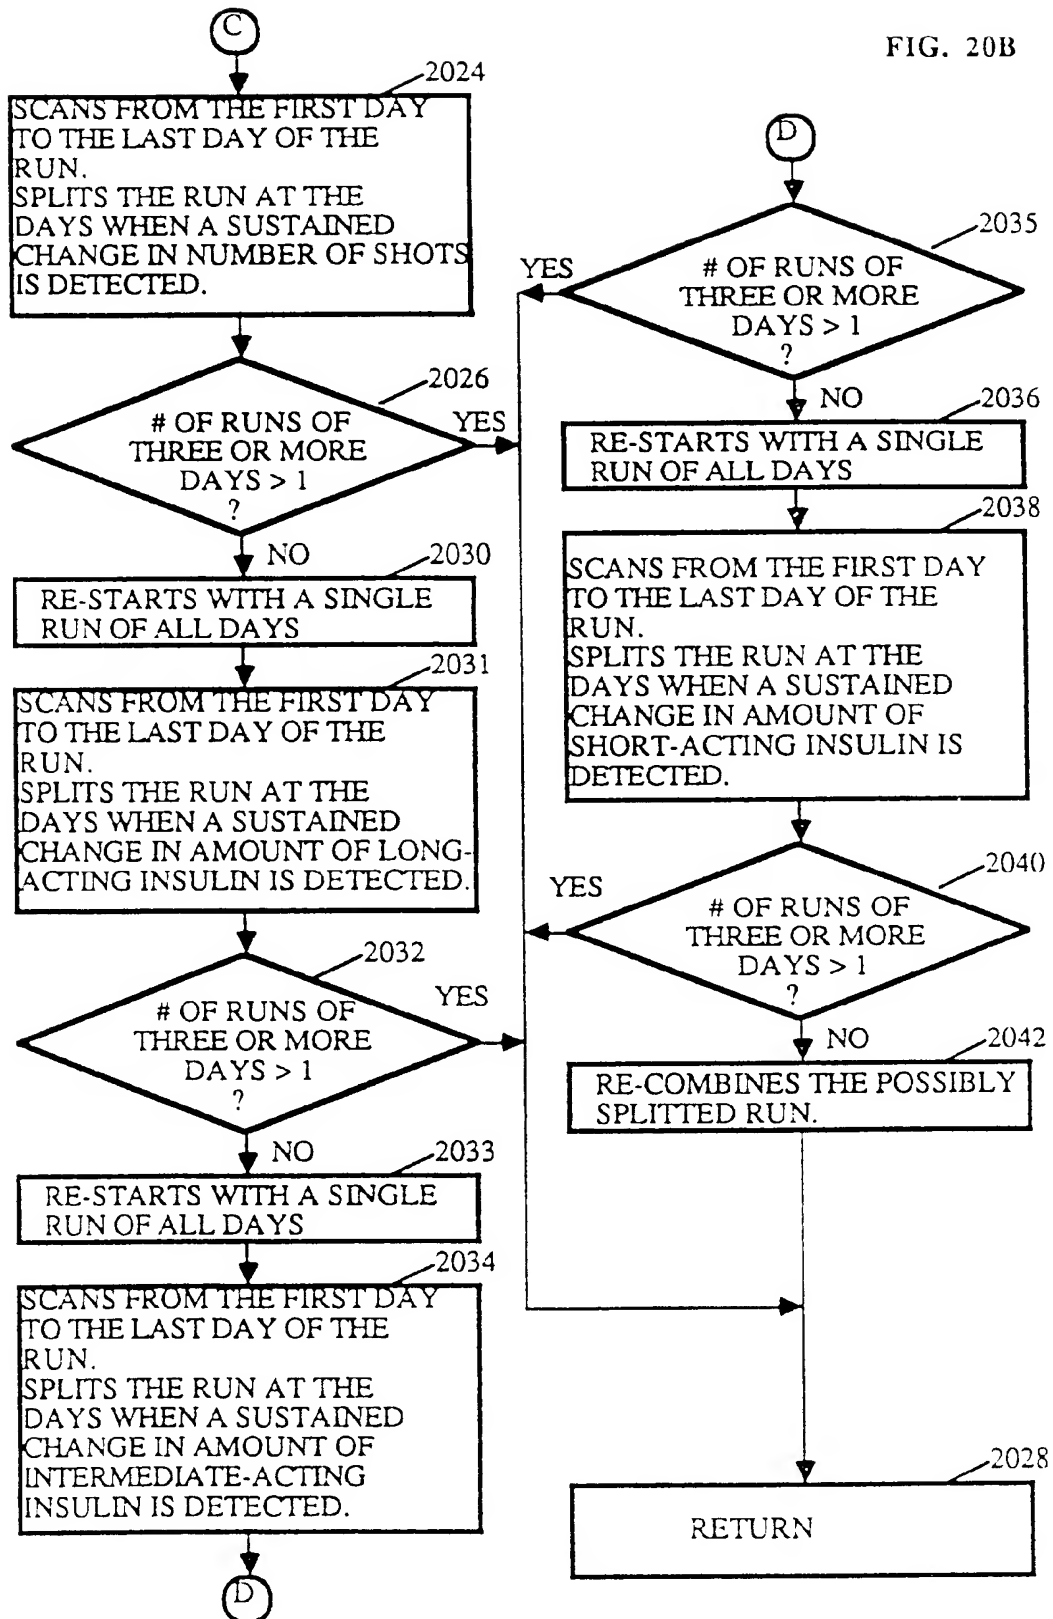 FIG. 20B
C
2024
SCANS FROM THE FIRST DAY
TO THE LAST DAY OF THE
RUN.
SPLITS THE RUN AT THE
DAYS WHEN A SUSTAINED
CHANGE IN NUMBER OF SHOTS
IS DETECTED.
2026
# OF RUNS OF
THREE OR MORE
DAYS > 1
?
YES
NO
2030
RE-STARTS WITH A SINGLE
RUN OF ALL DAYS
2031
SCANS FROM THE FIRST DAY
TO THE LAST DAY OF THE
RUN.
SPLITS THE RUN AT THE
DAYS WHEN A SUSTAINED
CHANGE IN AMOUNT OF LONG-
ACTING INSULIN IS DETECTED.
2032
# OF RUNS OF
THREE OR MORE
DAYS > 1
?
YES
NO
2033
RE-STARTS WITH A SINGLE
RUN OF ALL DAYS
2034
SCANS FROM THE FIRST DAY
TO THE LAST DAY OF THE
RUN.
SPLITS THE RUN AT THE
DAYS WHEN A SUSTAINED
CHANGE IN AMOUNT OF
INTERMEDIATE-ACTING
INSULIN IS DETECTED.
D
D
2035
YES
# OF RUNS OF
THREE OR MORE
DAYS > 1
?
NO
2036
RE-STARTS WITH A SINGLE
RUN OF ALL DAYS
2038
SCANS FROM THE FIRST DAY
TO THE LAST DAY OF THE
RUN.
SPLITS THE RUN AT THE
DAYS WHEN A SUSTAINED
CHANGE IN AMOUNT OF
SHORT-ACTING INSULIN IS
DETECTED.
2040
YES
# OF RUNS OF
THREE OR MORE
DAYS > 1
?
NO
2042
RE-COMBINES THE POSSIBLY
SPLITTED RUN.
2028
RETURN